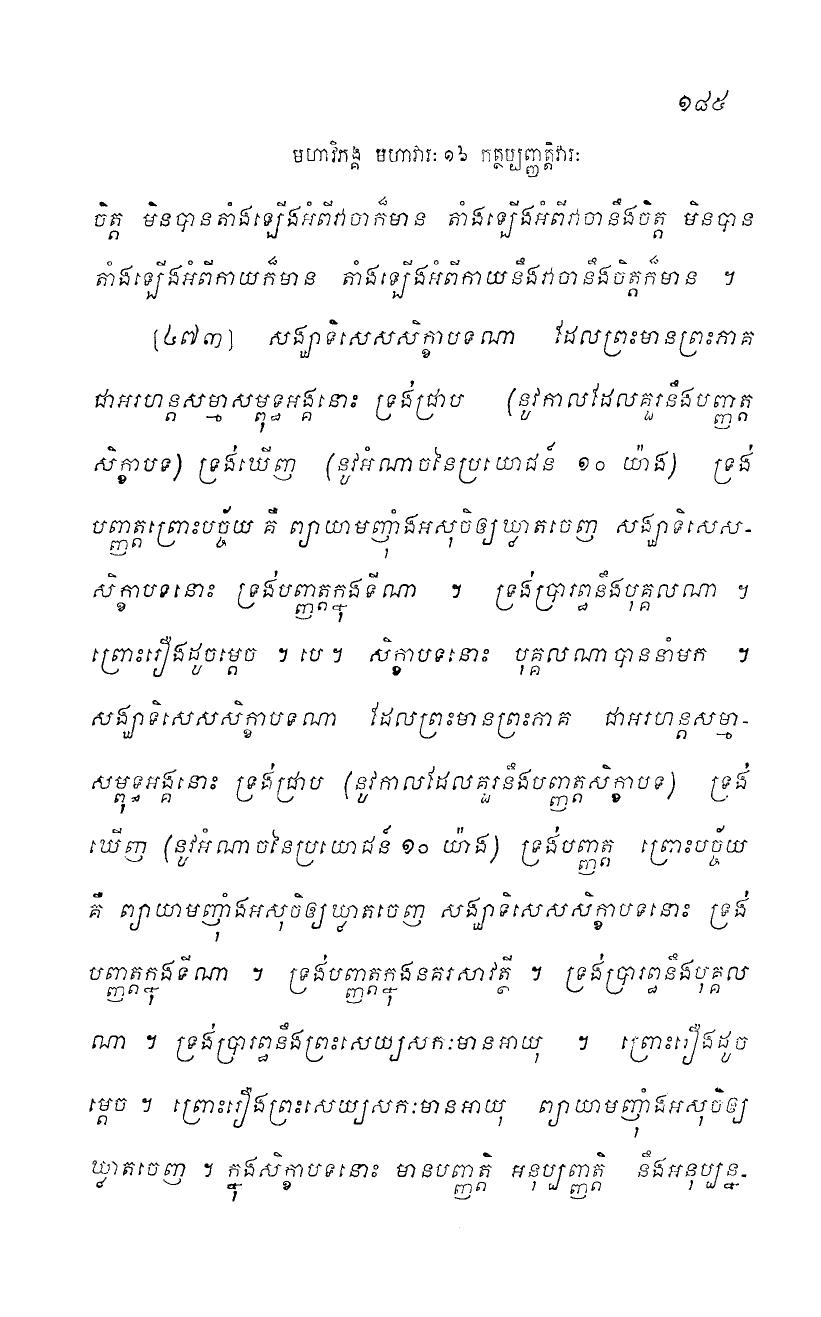 ១៨៥
មហាវិភង្គ មហាវារៈ ១៦ កត្ថប្បញ្ញត្តិវារៈ
ចិត្ត មិនបានតាំងឡើងអំពីវាចាក៏មាន តាំងឡើងអំពីវាចានឹងចិត្ត មិនបាន
តាំងឡើងអំពីកាយក៏មាន តាំងឡើងអំពីកាយនឹងវាចានឹងចិត្តក៏មាន ។
[៤៧៣] សង្ឃាទិសេសសិក្ខាបទណា ដែលព្រះមានព្រះភាគ
ជាអរហន្តសម្មាសម្ពុទ្ធអង្គនោះ ទ្រង់ជ្រាប (នូវកាលដែលគួរនឹងបញ្ញត្ត
សិក្ខាបទ) ទ្រង់ឃើញ (នូវអំណាចនៃប្រយោជន៍ ១០ យ៉ាង) ទ្រង់
បញ្ញត្តព្រោះបច្ច័យ គឺ ព្យាយាមញ៉ាំងអសុចិឲ្យឃ្លាតចេញ សង្ឃាទិសេស-
សិក្ខាបទនោះ ទ្រង់បញ្ញត្តក្នុងទីណា ។ ទ្រង់ប្រារព្ធនឹងបុគ្គលណា ។
ព្រោះរឿងដូចម្តេច ។ បេ ។ សិក្ខាបទនោះ បុគ្គលណាបាននាំមក ។
សង្ឃាទិសេសសិក្ខាបទណា ដែលព្រះមានព្រះភាគ ជាអរហន្តសម្មា-
សម្ពុទ្ធអង្គនោះ ទ្រង់ជ្រាប (នូវកាលដែលគួរនឹងបញ្ញត្តសិក្ខាបទ) ទ្រង់
ឃើញ (នូវអំណាចនៃប្រយោជន៍ ១០ យ៉ាង) ទ្រង់បញ្ញត្ត ព្រោះបច្ច័យ
គឺ ព្យាយាមញ៉ាំងអសុចិឲ្យឃ្លាតចេញ សង្ឃាទិសេសសិក្ខាបទនោះ ទ្រង់
បញ្ញត្តក្នុងទីណា ។ ទ្រង់បញ្ញត្តក្នុងនគរសាវត្ថី ។ ទ្រង់ប្រារព្ធនឹងបុគ្គល
ណា ។ ទ្រង់ប្រារព្ធនឹងព្រះសេយ្យសកៈមានអាយុ ។ ព្រោះរឿងដូច
ម្តេច ។ ព្រោះរឿងព្រះសេយ្យសកៈមានអាយុ ព្យាយាមញ៉ាំងអសុចិឲ្យ
ឃ្លាតចេញ ។ ក្នុងសិក្ខាបទនោះ មានបញ្ញត្តិ អនុប្បញ្ញត្តិ នឹងអនុប្បន្ន-